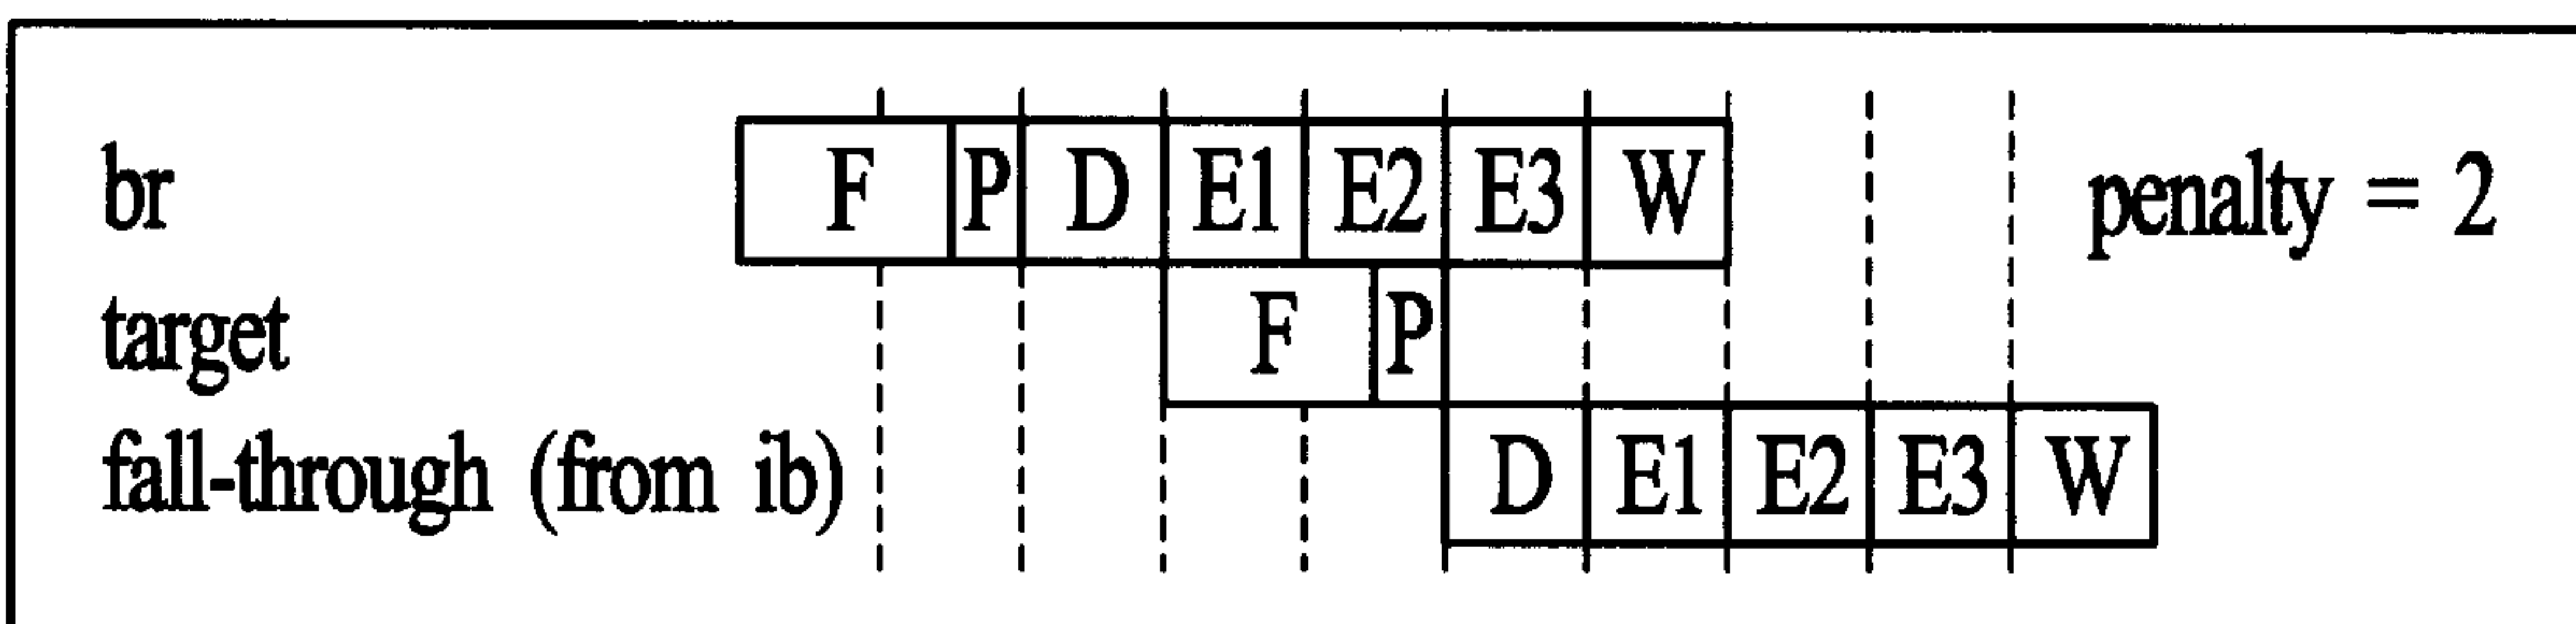 br F P D E1 E2 E3 W penalty = 2
target F P
fall-through (from ib) D E1 E2 E3 W